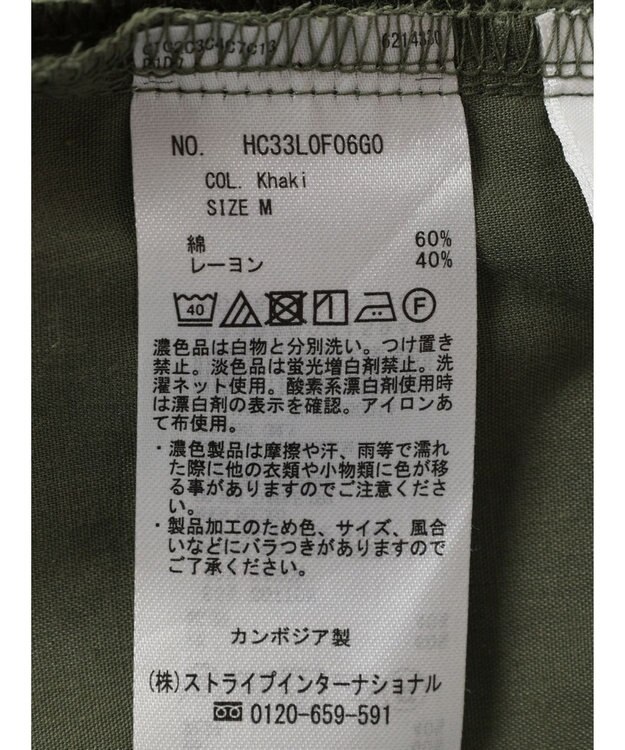 NO. HC33L0F06G0
COL. Khaki
SIZE M
綿 60%
レーヨン 40%
40 F
濃色品は白物と分別洗い。つけ置き
禁止。淡色品は蛍光増白剤禁止。洗
濯ネット使用。酸素系漂白剤使用時
は漂白剤の表示を確認。アイロンあ
て布使用。
・濃色製品は摩擦や汗、雨等で濡れ
た際に他の衣類や小物類に色が移
る事がありますのでご注意くださ
い。
・製品加工のため色、サイズ、風合
いなどにバラつきがありますので
ご了承ください。
カンボジア製
(株)ストライプインターナショナル
0120-659-591